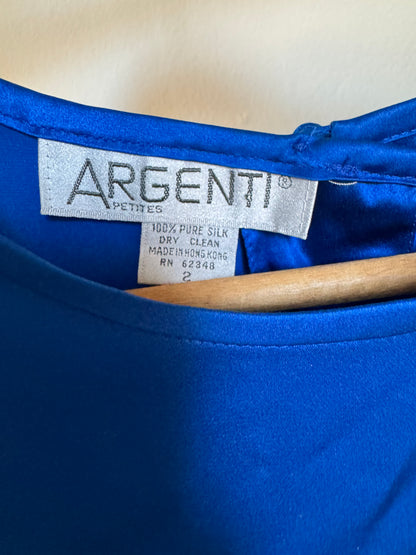 ARGENTI®
PETITES
100% PURE SILK
DRY CLEAN
MADE IN HONG KONG
RN 62348
2